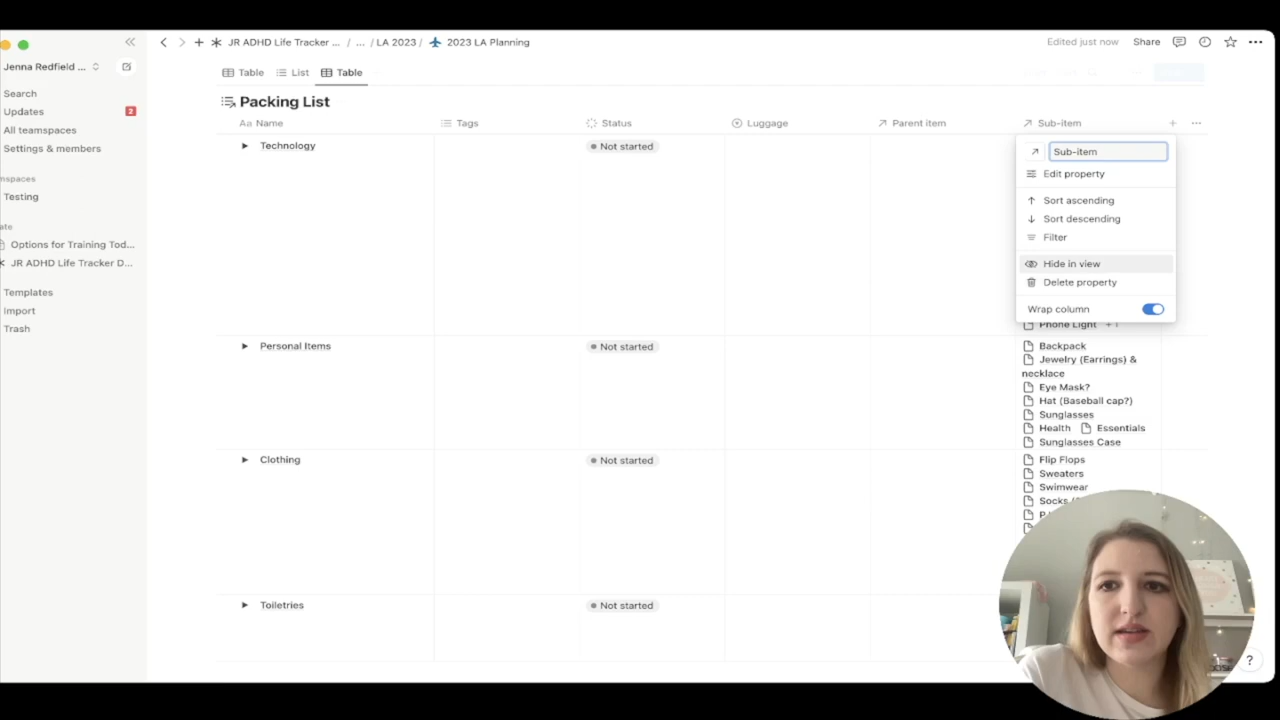 JR ADHD Life Tracker ... / ... / LA 2023 / 2023 LA Planning
Edited just now Share
Jenna Redfield ...
Search
Updates 2
All teamspaces
Settings & members
mspaces
Testing
ate
Options for Training Tod...
JR ADHD Life Tracker D...
Templates
Import
Trash
Table List Table
Packing List
Aa Name Tags Status Luggage Parent item Sub-item
Technology Not started
Sub-item
Edit property
Sort ascending
Sort descending
Filter
Hide in view
Delete property
Wrap column
Phone Light
Personal Items Not started
Backpack
Jewelry (Earrings) &
necklace
Eye Mask?
Hat (Baseball cap?)
Sunglasses
Health Essentials
Sunglasses Case
Clothing Not started
Flip Flops
Sweaters
Swimwear
Socks
Toiletries Not started
?